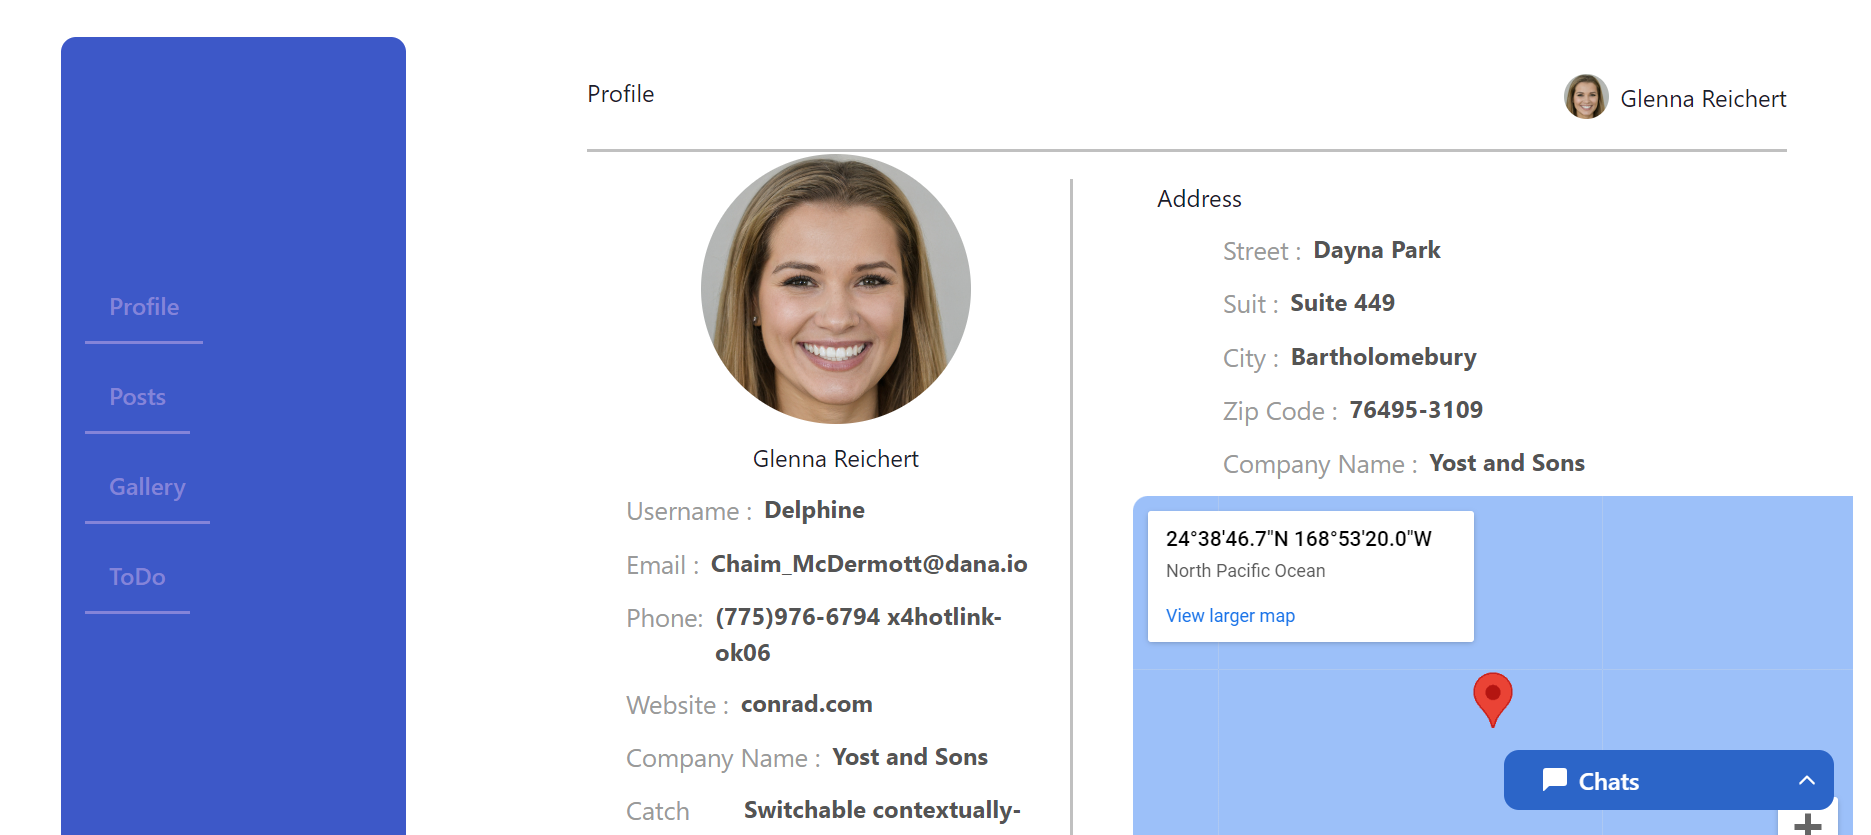 Profile
Posts
Gallery
ToDo
Profile
Glenna Reichert
Glenna Reichert
Username : Delphine
Email : Chaim_McDermott@dana.io
Phone: (775)976-6794 x4hotlink-
ok06
Website : conrad.com
Company Name : Yost and Sons
Catch Switchable contextually-
Address
Street : Dayna Park
Suit : Suite 449
City : Bartholomebury
Zip Code : 76495-3109
Company Name : Yost and Sons
24°38'46.7"N 168°53'20.0"W
North Pacific Ocean
View larger map
Chats